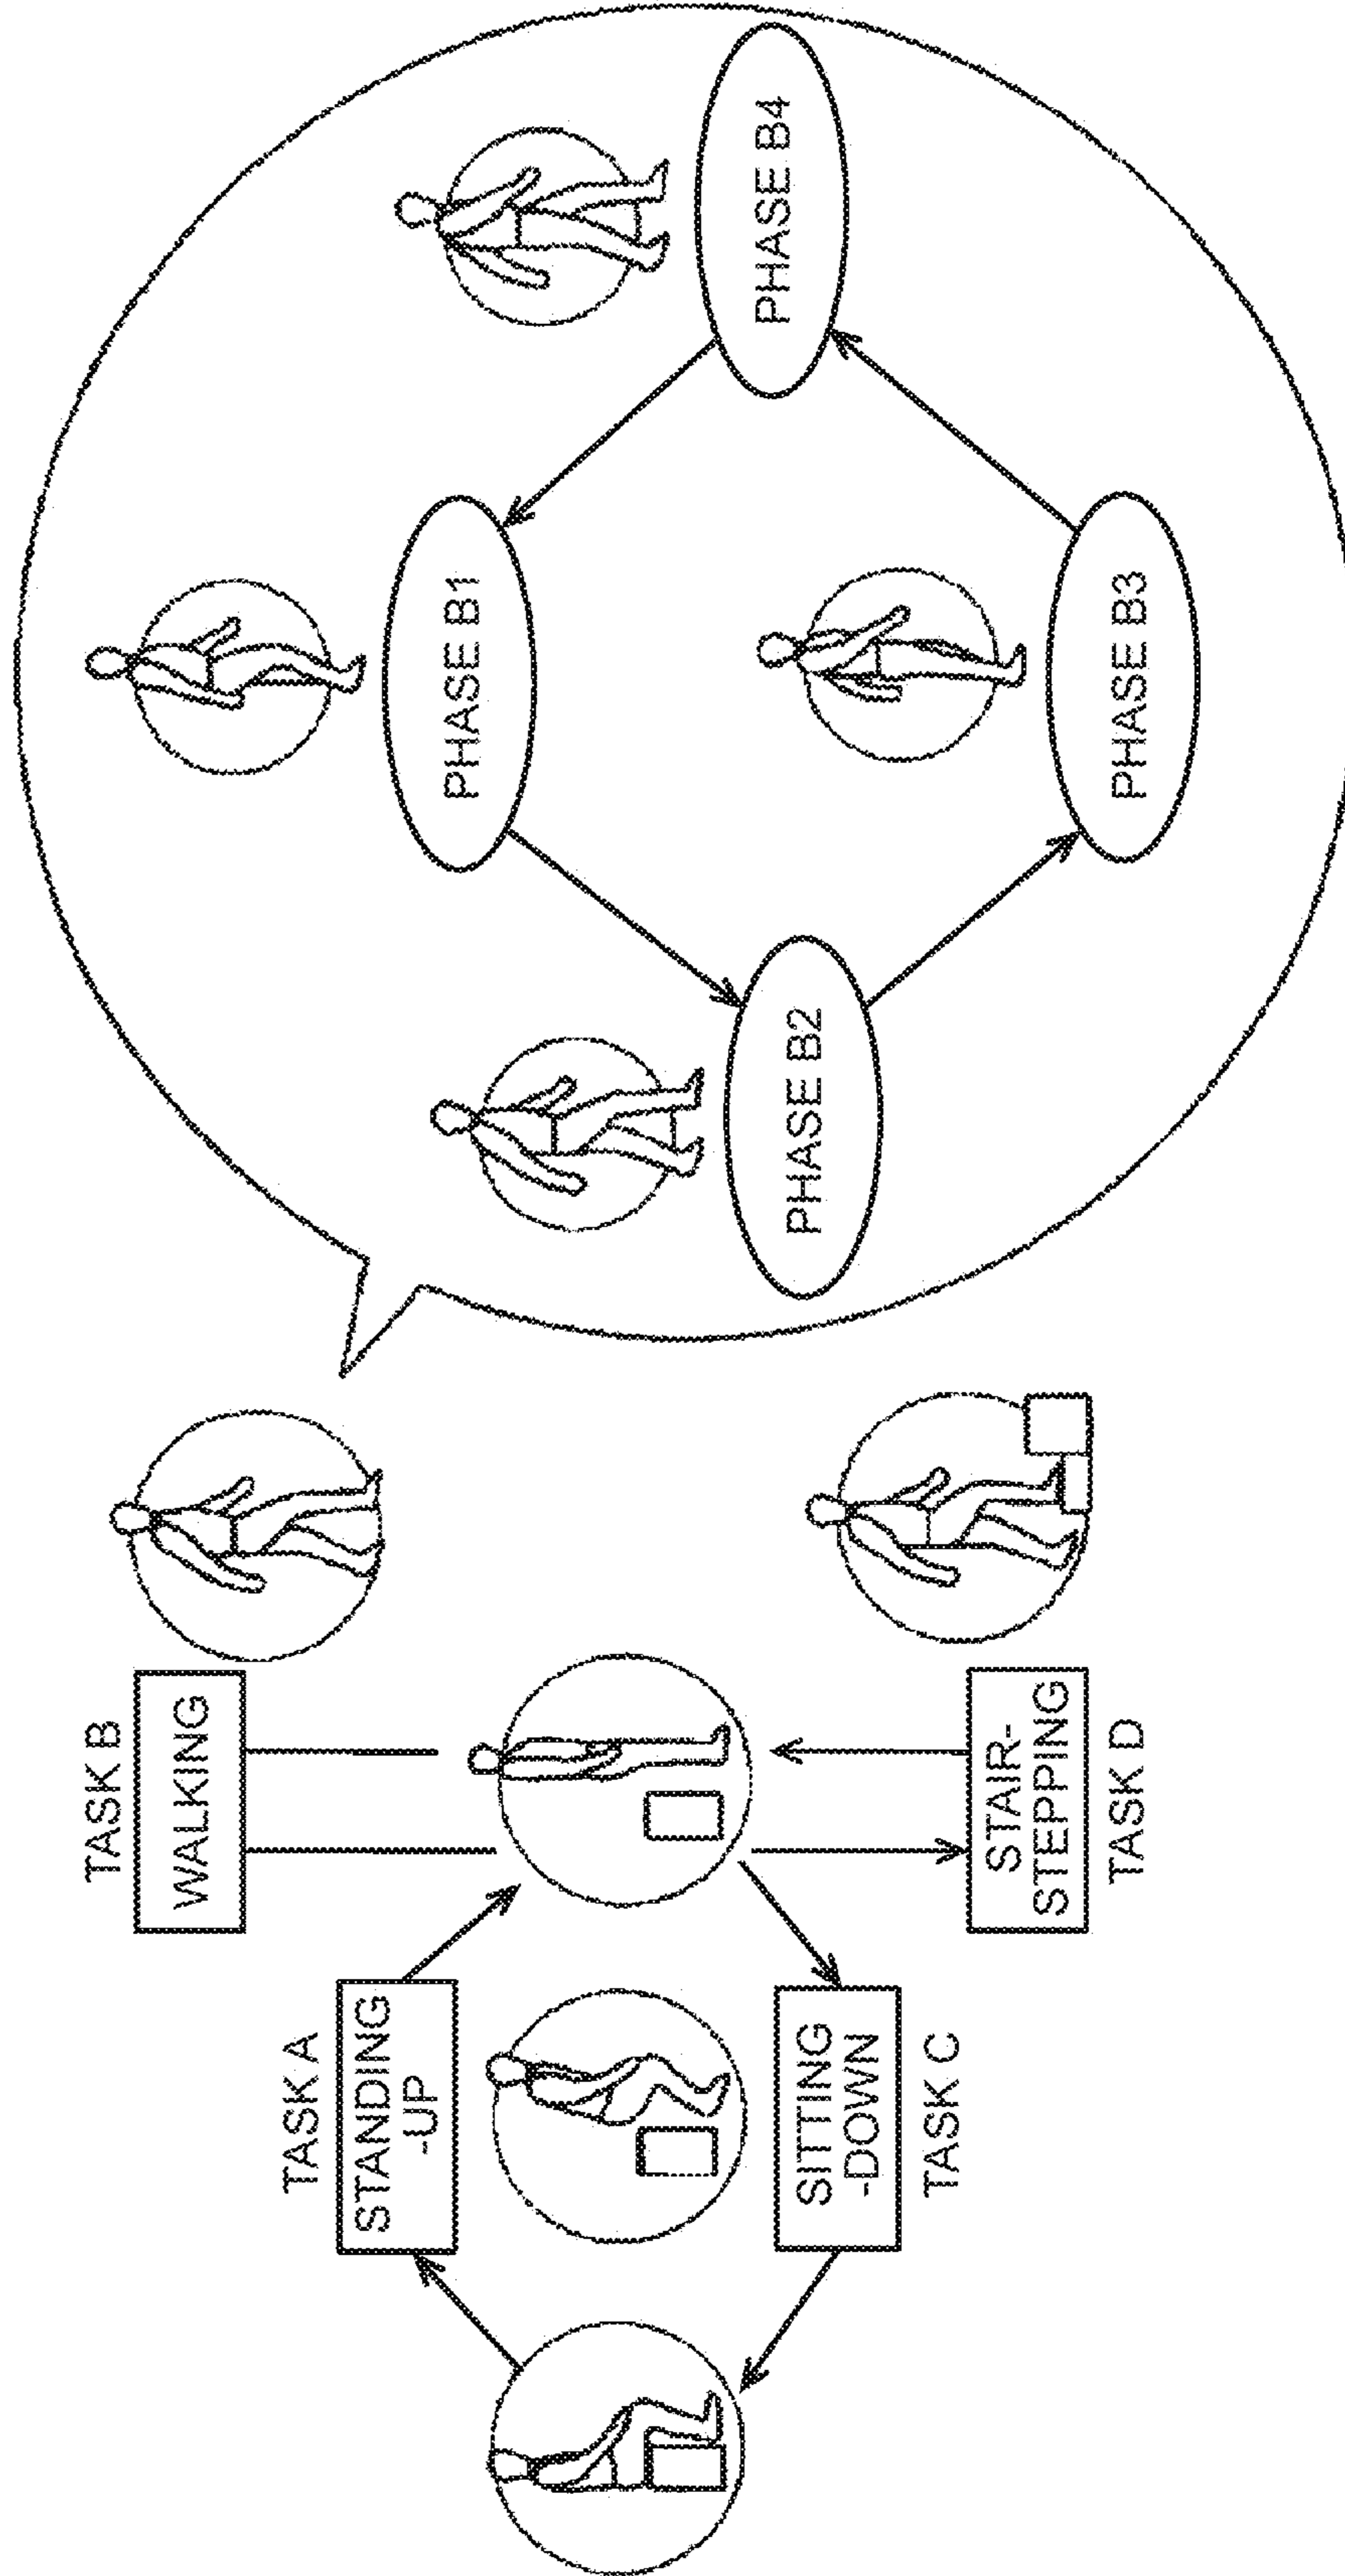 TASK A
STANDING
-UP
SITTING
-DOWN
TASK C
TASK B
WALKING
STAIR-
STEPPING
TASK D
PHASE B1
PHASE B2
PHASE B3
PHASE B4